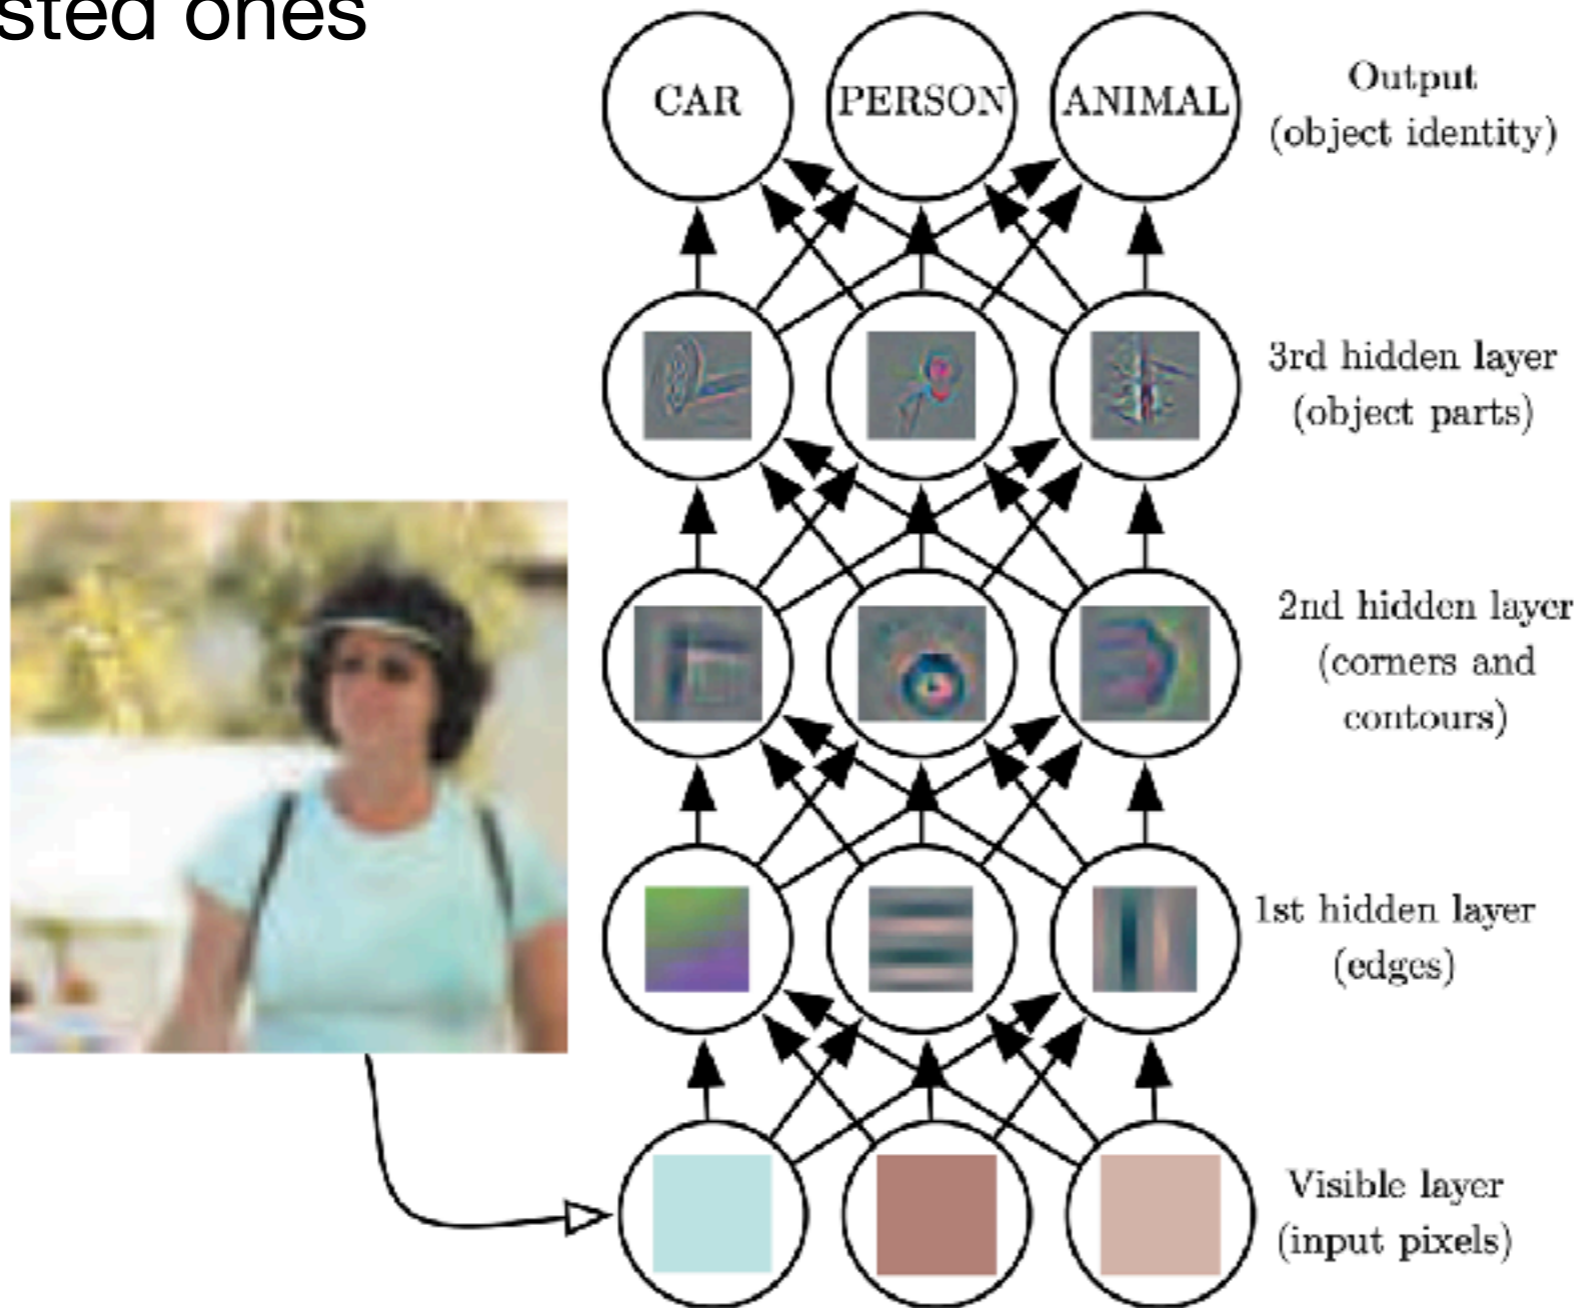 sted ones
CAR PERSON ANIMAL
Output
(object identity)
3rd hidden layer
(object parts)
2nd hidden layer
(corners and
contours)
1st hidden layer
(edges)
Visible layer
(input pixels)